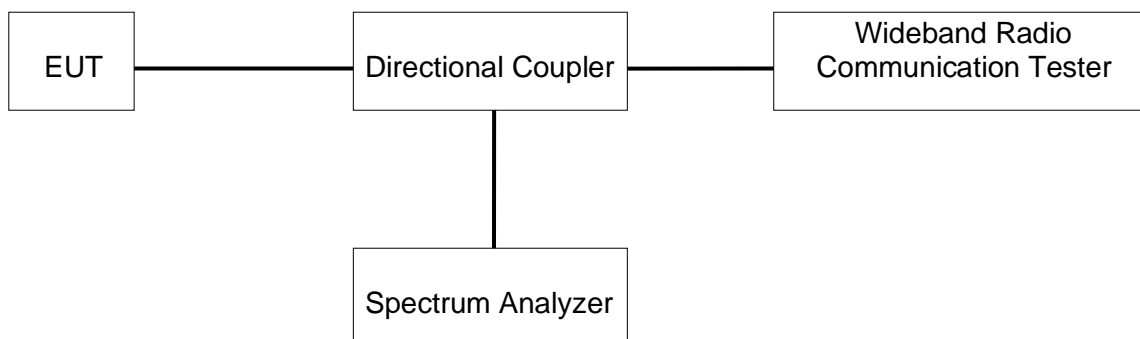 EUT
Directional Coupler
Wideband Radio
Communication Tester
Spectrum Analyzer